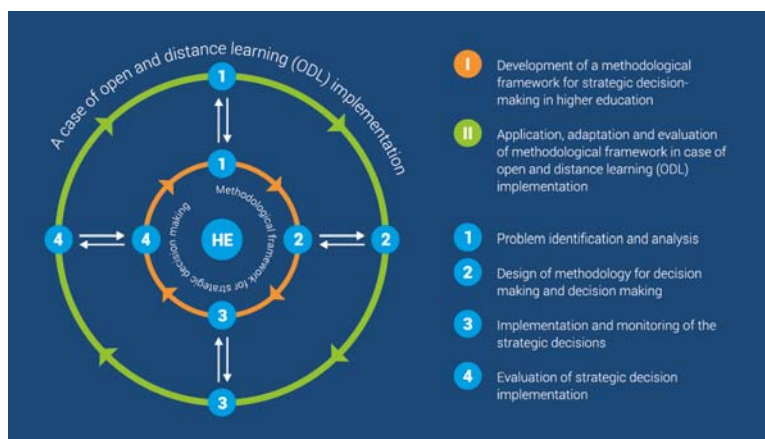 A case of open and distance learning (ODL) implementation
1
1
Methodological framework for strategic decision making
4
4
HE
2
2
3
3
I
Development of a methodological
framework for strategic decision-
making in higher education
II
Application, adaptation and evaluation
of methodological framework in case of
open and distance learning (ODL)
implementation
1
Problem identification and analysis
2
Design of methodology for decision
making and decision making
3
Implementation and monitoring of the
strategic decisions
4
Evaluation of strategic decision
implementation